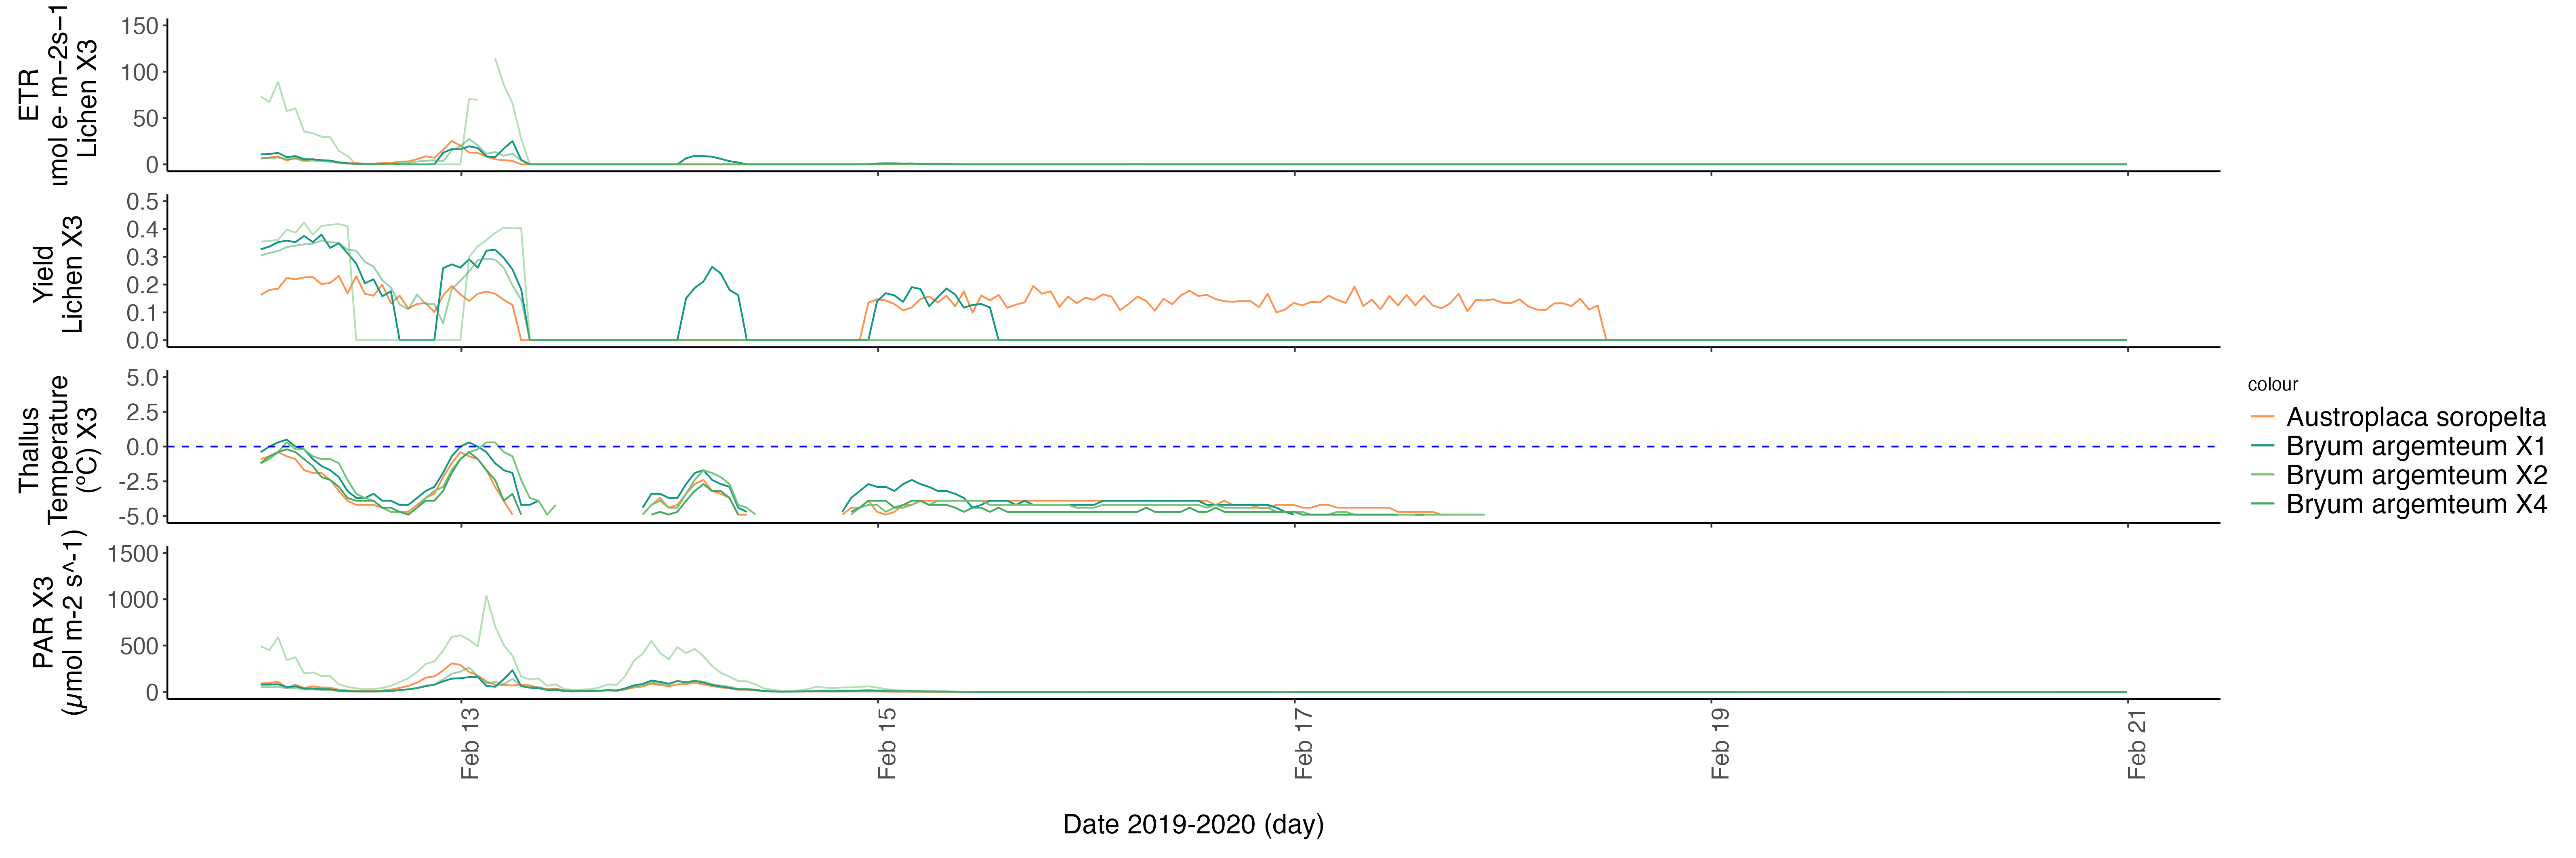 ETR
µmol e- m−2s−1
Lichen X3
150
100
50
0
Yield
Lichen X3
0.5
0.4
0.3
0.2
0.1
0.0
Thallus
Temperature
(ºC) X3
5.0
2.5
0.0
-2.5
-5.0
PAR X3
(µmol m-2 s^-1)
1500
1000
500
0
Feb 13
Feb 15
Feb 17
Feb 19
Feb 21
Date 2019-2020 (day)
colour
Austroplaca soropelta
Bryum argemteum X1
Bryum argemteum X2
Bryum argemteum X4